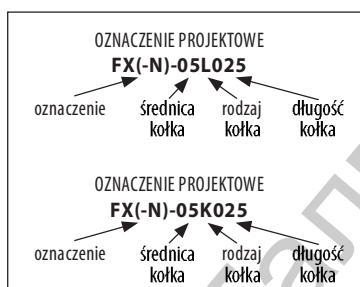 OZNACZENIE PROJEKTOWE
FX(-N)-05L025
oznaczenie średnica kołka rodzaj kołka długość kołka
OZNACZENIE PROJEKTOWE
FX(-N)-05K025
oznaczenie średnica kołka rodzaj kołka długość kołka